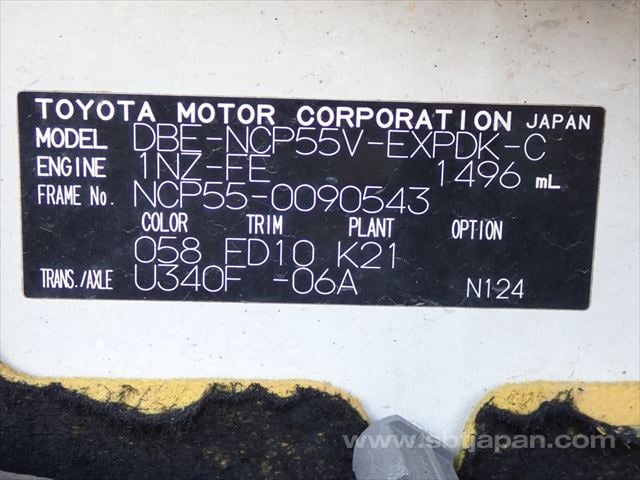 TOYOTA MOTOR CORPORATION JAPAN
MODEL DBE-NCP55V-EXPDK-C
ENGINE 1NZ-FE 1496 mL
FRAME No. NCP55-0090543
COLOR TRIM PLANT OPTION
058 FD10 K21
TRANS./AXLE U340F -06A N124
www.sbtjapan.com